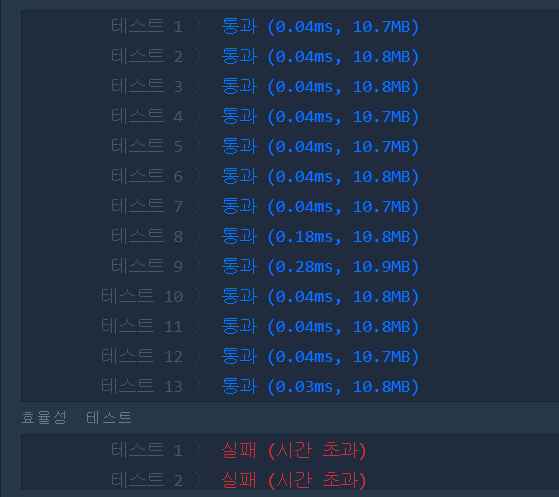 테스트 1 > 통과 (0.04ms, 10.7MB)
테스트 2 > 통과 (0.04ms, 10.8MB)
테스트 3 > 통과 (0.04ms, 10.8MB)
테스트 4 > 통과 (0.04ms, 10.7MB)
테스트 5 > 통과 (0.04ms, 10.7MB)
테스트 6 > 통과 (0.04ms, 10.8MB)
테스트 7 > 통과 (0.04ms, 10.7MB)
테스트 8 > 통과 (0.18ms, 10.8MB)
테스트 9 > 통과 (0.28ms, 10.9MB)
테스트 10 > 통과 (0.04ms, 10.8MB)
테스트 11 > 통과 (0.04ms, 10.8MB)
테스트 12 > 통과 (0.04ms, 10.7MB)
테스트 13 > 통과 (0.03ms, 10.8MB)
효율성 테스트
테스트 1 > 실패 (시간 초과)
테스트 2 > 실패 (시간 초과)